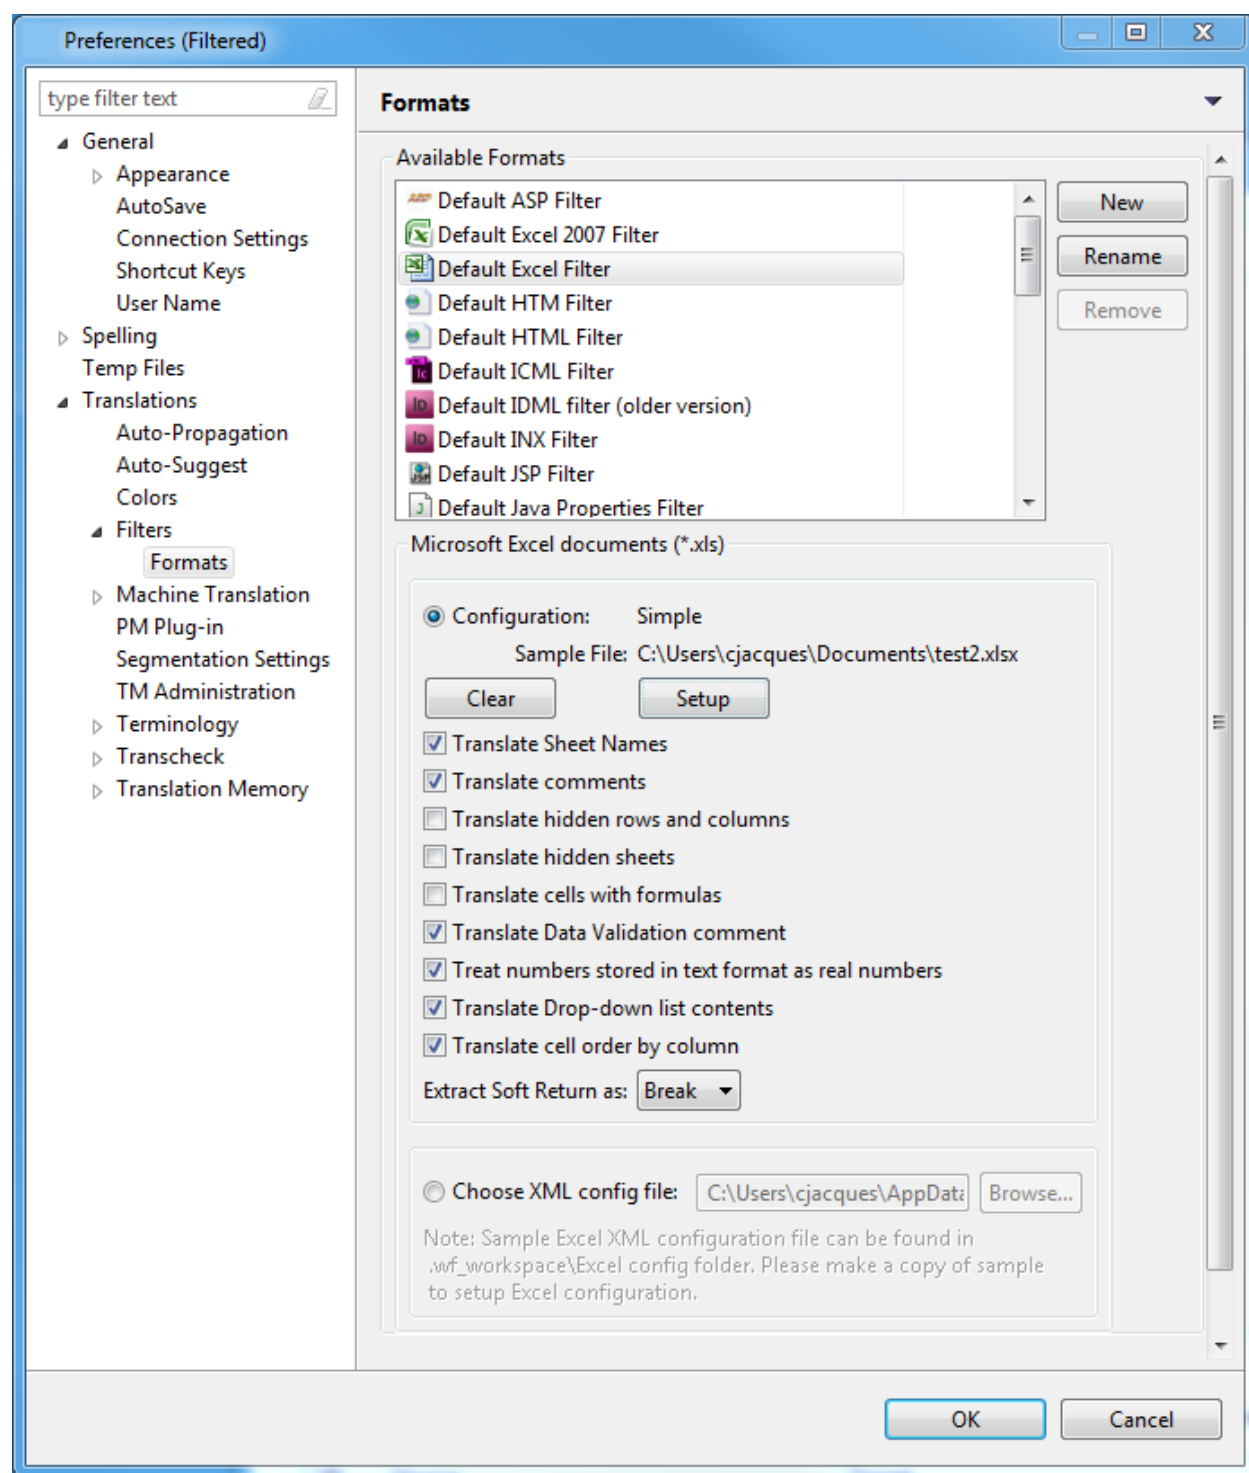 Preferences (Filtered)
type filter text
General
Appearance
AutoSave
Connection Settings
Shortcut Keys
User Name
Spelling
Temp Files
Translations
Auto-Propagation
Auto-Suggest
Colors
Filters
Formats
Machine Translation
PM Plug-in
Segmentation Settings
TM Administration
Terminology
Transcheck
Translation Memory
Formats
Available Formats
Default ASP Filter
Default Excel 2007 Filter
Default Excel Filter
Default HTM Filter
Default HTML Filter
Default ICML Filter
Default IDML filter (older version)
Default INX Filter
Default JSP Filter
Default Java Properties Filter
New
Rename
Remove
Microsoft Excel documents (*.xls)
Configuration: Simple
Sample File: C:\Users\cjacques\Documents\test2.xlsx
Clear Setup
Translate Sheet Names
Translate comments
Translate hidden rows and columns
Translate hidden sheets
Translate cells with formulas
Translate Data Validation comment
Treat numbers stored in text format as real numbers
Translate Drop-down list contents
Translate cell order by column
Extract Soft Return as: Break
Choose XML config file: C:\Users\cjacques\AppData Browse...
Note: Sample Excel XML configuration file can be found in
.wf_workspace\Excel config folder. Please make a copy of sample
to setup Excel configuration.
OK Cancel